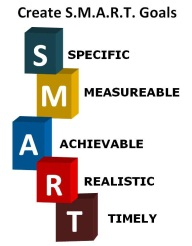 Create S.M.A.R.T. Goals
S SPECIFIC
M MEASUREABLE
A ACHIEVABLE
R REALISTIC
T TIMELY